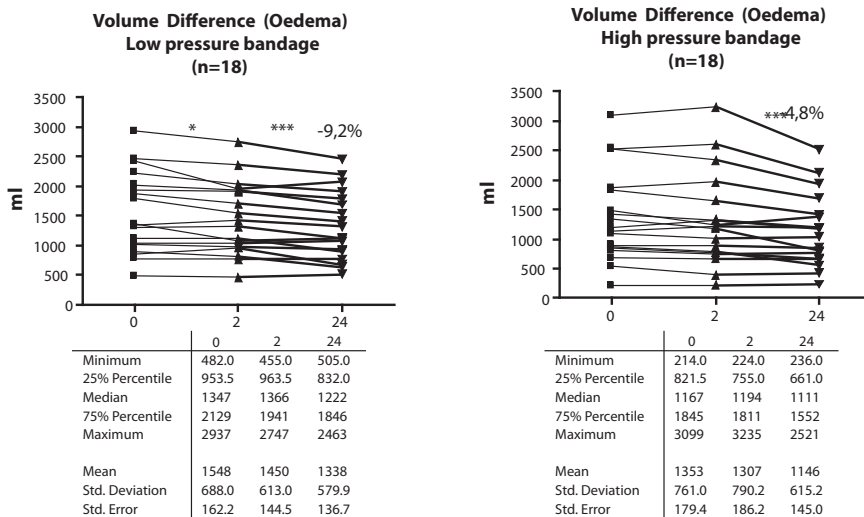 Volume Difference (Oedema)
Low pressure bandage
(n=18)
ml
3500
3000
2500
2000
1500
1000
500
0
* *** -9,2%
0 2 24
0 2 24
Minimum 482.0 455.0 505.0
25% Percentile 953.5 963.5 832.0
Median 1347 1366 1222
75% Percentile 2129 1941 1846
Maximum 2937 2747 2463
Mean 1548 1450 1338
Std. Deviation 688.0 613.0 579.9
Std. Error 162.2 144.5 136.7
Volume Difference (Oedema)
High pressure bandage
(n=18)
ml
3500
3000
2500
2000
1500
1000
500
0
*** -4,8%
0 2 24
0 2 24
Minimum 214.0 224.0 236.0
25% Percentile 821.5 755.0 661.0
Median 1167 1194 1111
75% Percentile 1845 1811 1552
Maximum 3099 3235 2521
Mean 1353 1307 1146
Std. Deviation 761.0 790.2 615.2
Std. Error 179.4 186.2 145.0